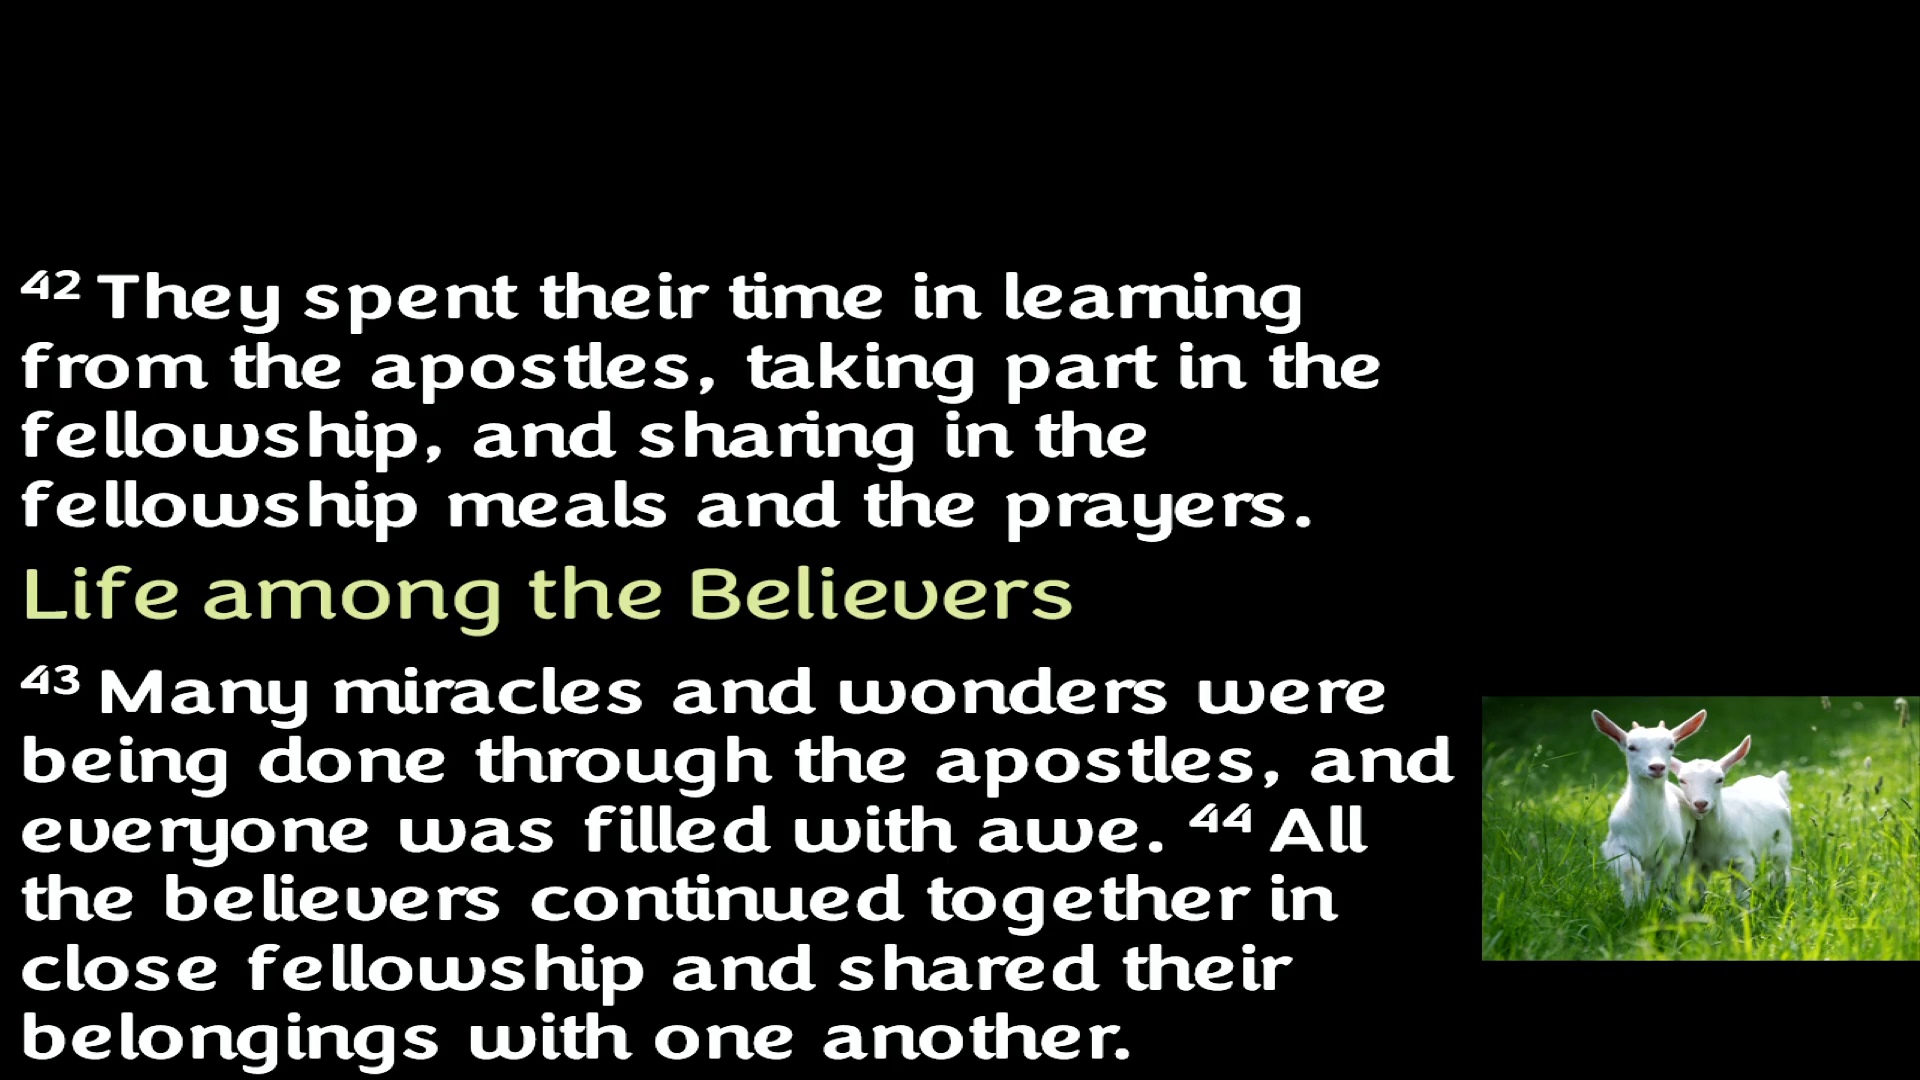 42 They spent their time in learning
from the apostles, taking part in the
fellowship, and sharing in the
fellowship meals and the prayers.
Life among the Believers
43 Many miracles and wonders were
being done through the apostles, and
everyone was filled with awe. 44 All
the believers continued together in
close fellowship and shared their
belongings with one another.